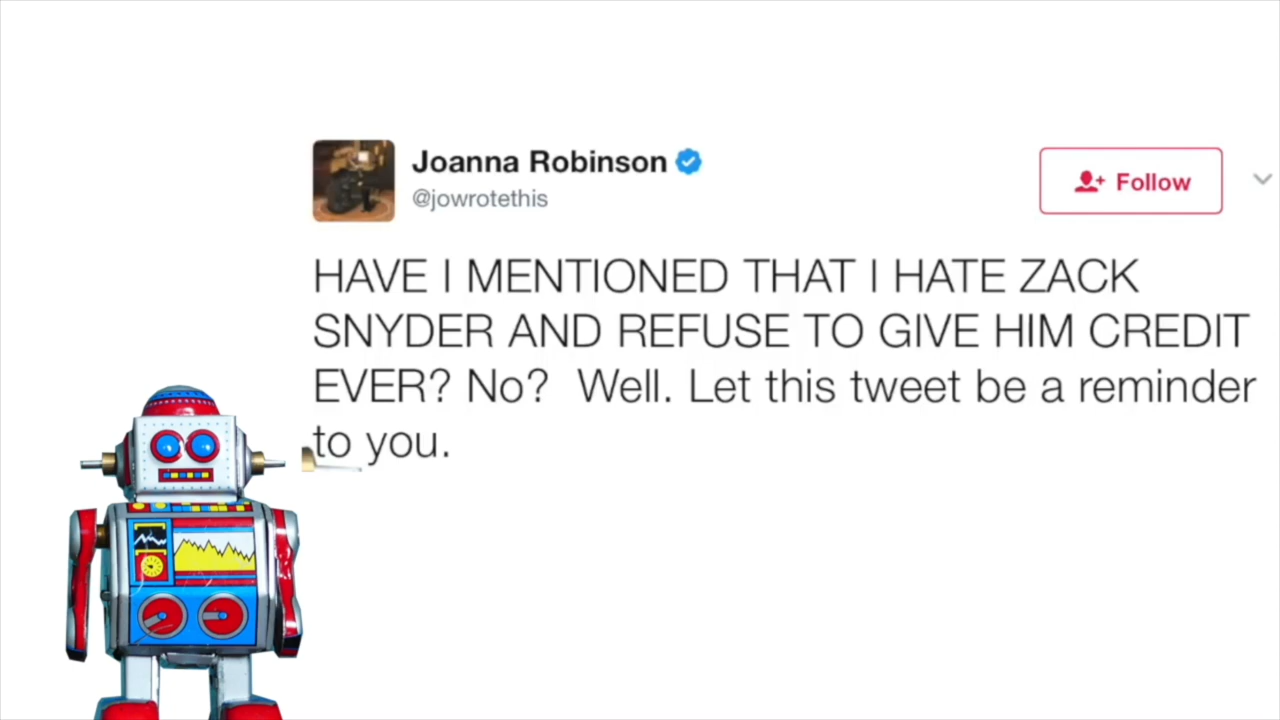 Joanna Robinson
@jowrotethis
Follow
HAVE I MENTIONED THAT I HATE ZACK
SNYDER AND REFUSE TO GIVE HIM CREDIT
EVER? No?  Well. Let this tweet be a reminder
to you.